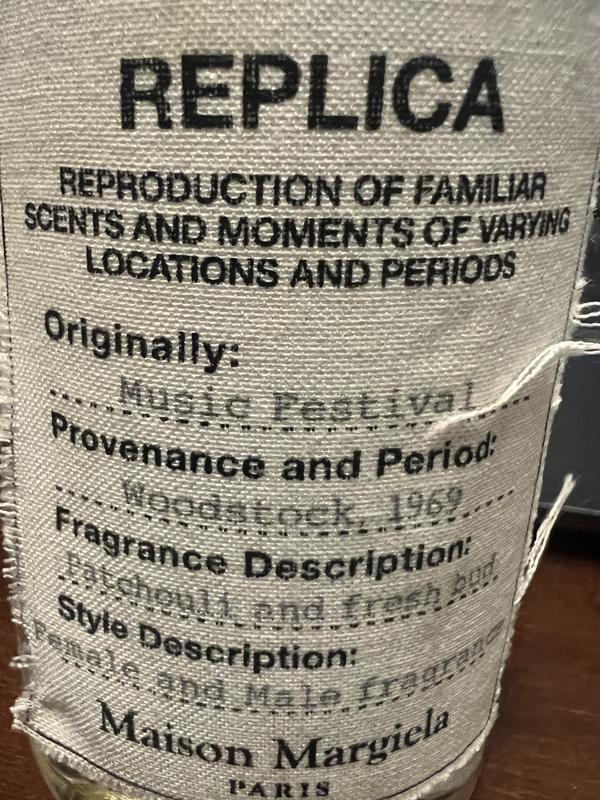 REPLICA
REPRODUCTION OF FAMILIAR
SCENTS AND MOMENTS OF VARYING
LOCATIONS AND PERIODS
Originally:
Music Festival
Provenance and Period:
Woodstock, 1969
Fragrance Description:
Patchouli and fresh bud
Style Description:
Female and Male fragrance
Maison Margiela
PARIS